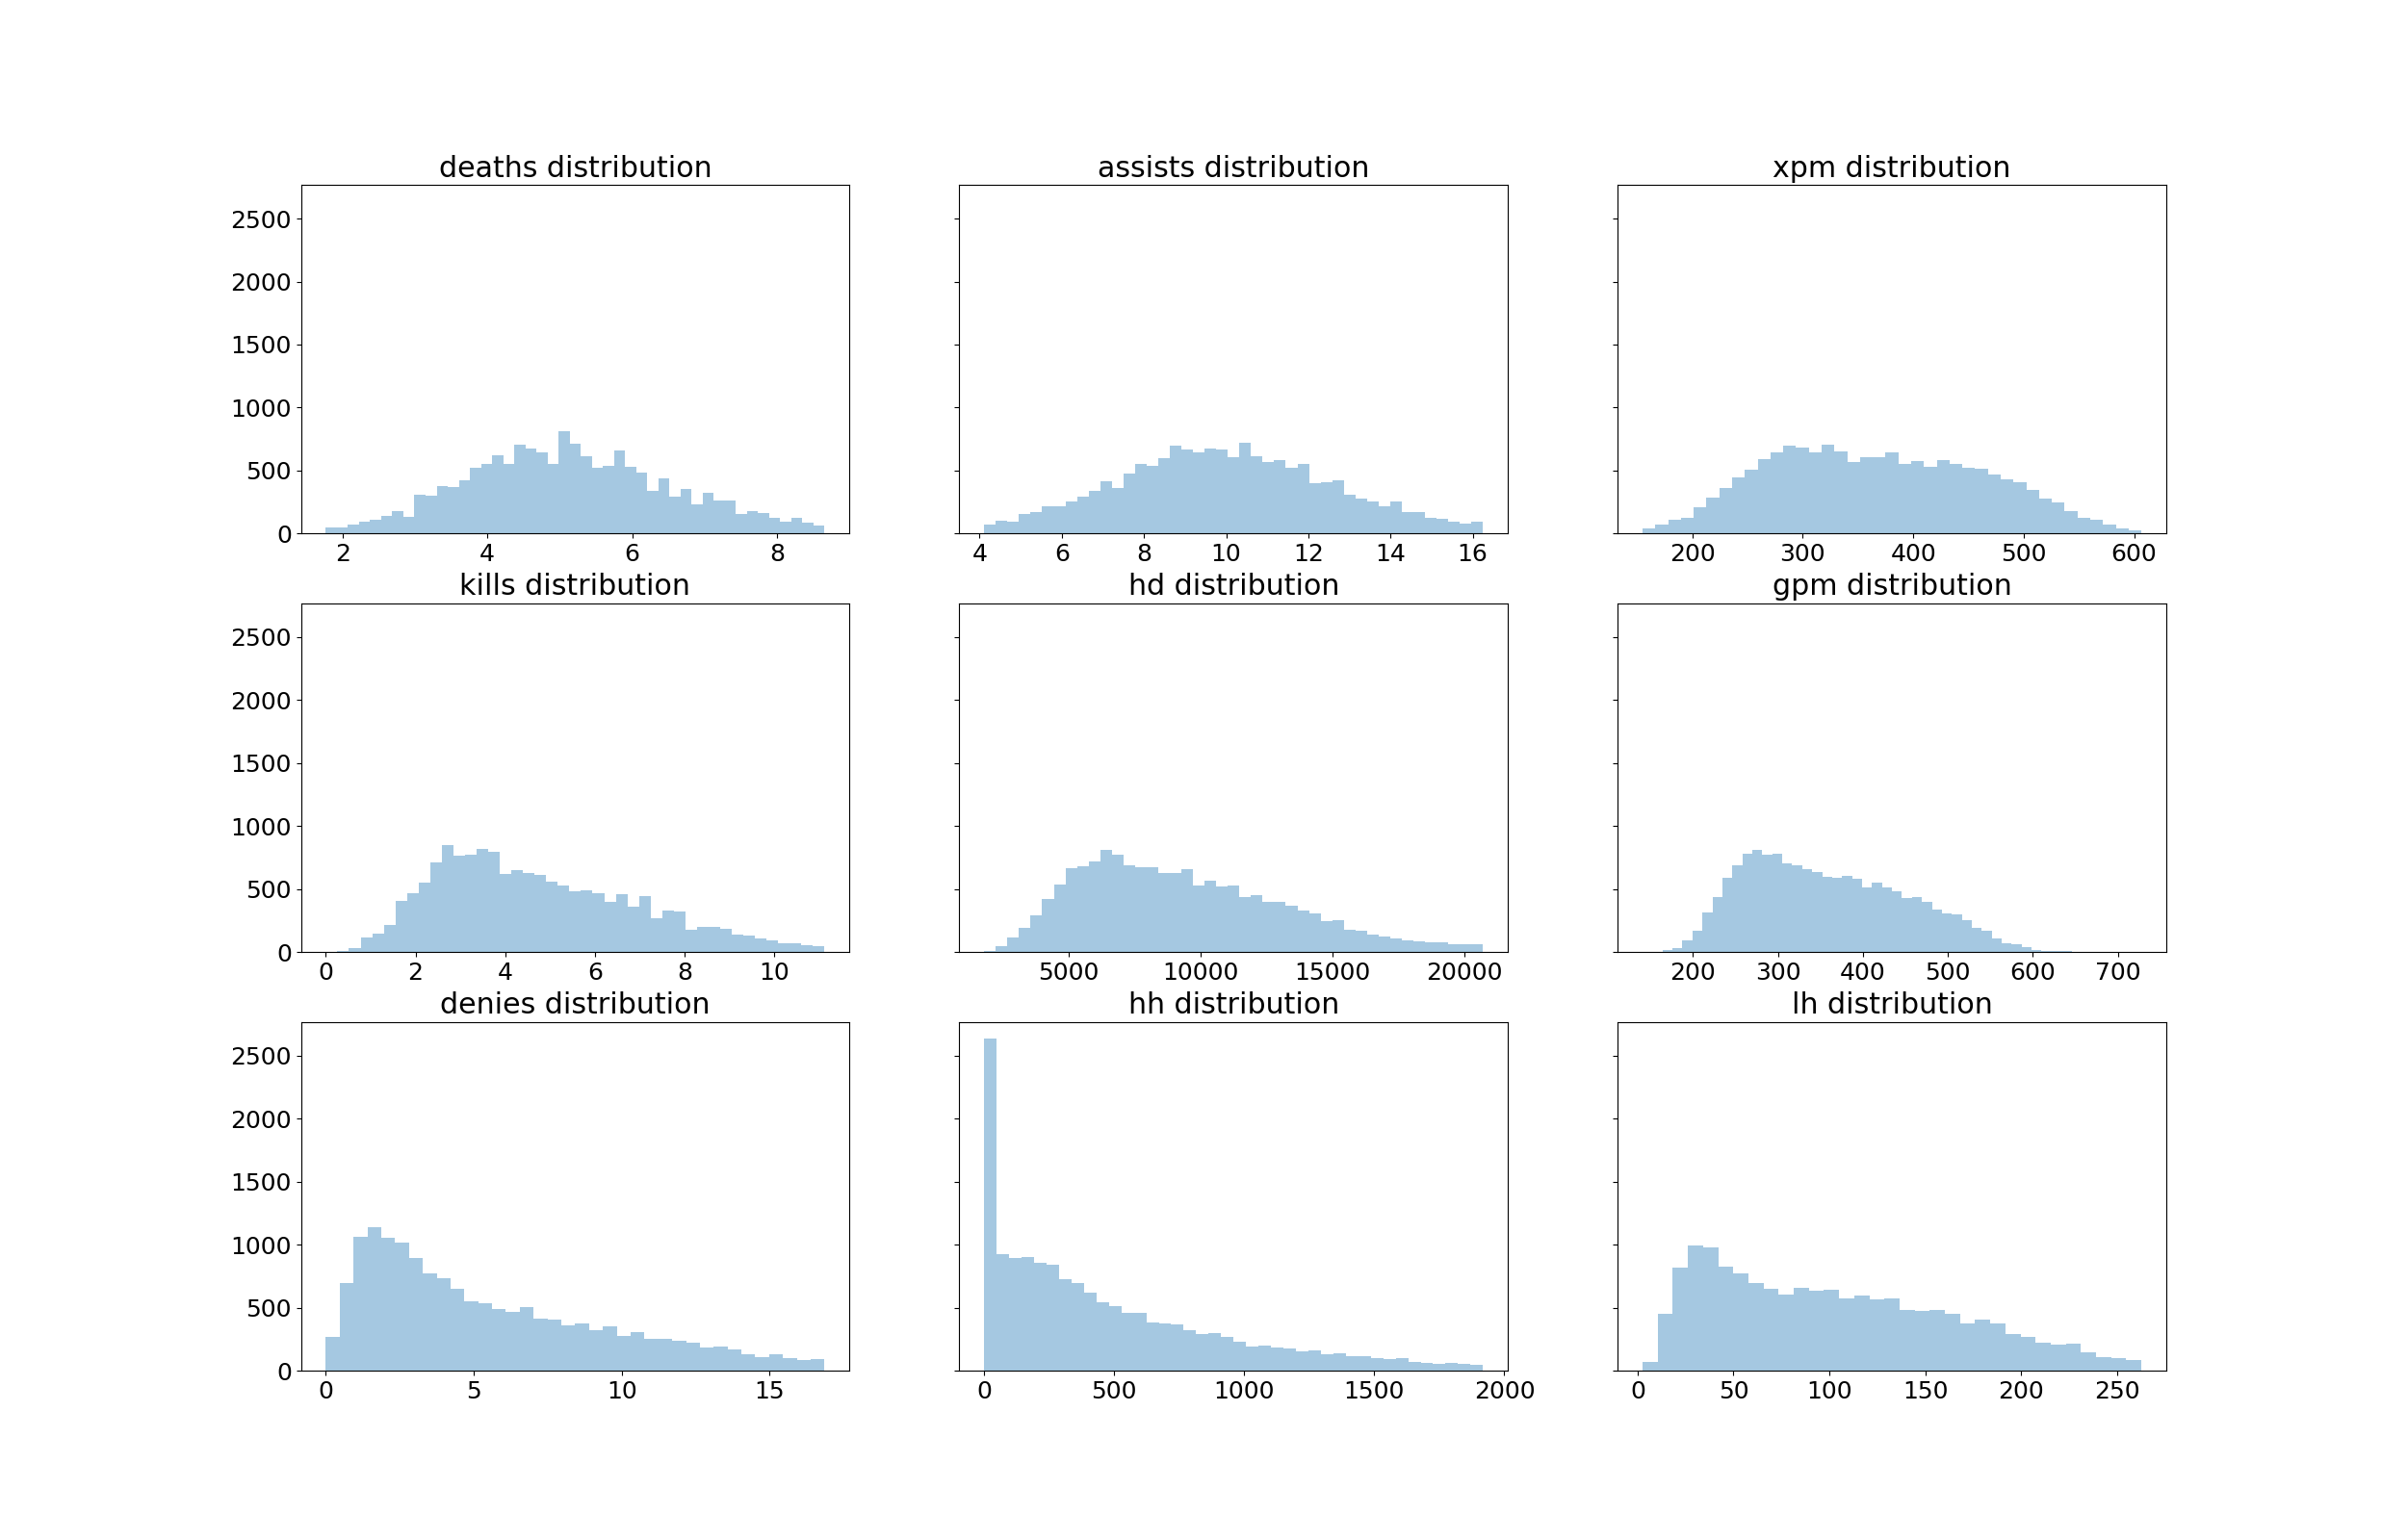 deaths distribution
assists distribution
xpm distribution
2500
2000
1500
1000
500
0
2 4 6 8
4 6 8 10 12 14 16
200 300 400 500 600
kills distribution
hd distribution
gpm distribution
2500
2000
1500
1000
500
0
0 2 4 6 8 10
5000 10000 15000 20000
200 300 400 500 600 700
denies distribution
hh distribution
lh distribution
2500
2000
1500
1000
500
0
0 5 10 15
0 500 1000 1500 2000
0 50 100 150 200 250